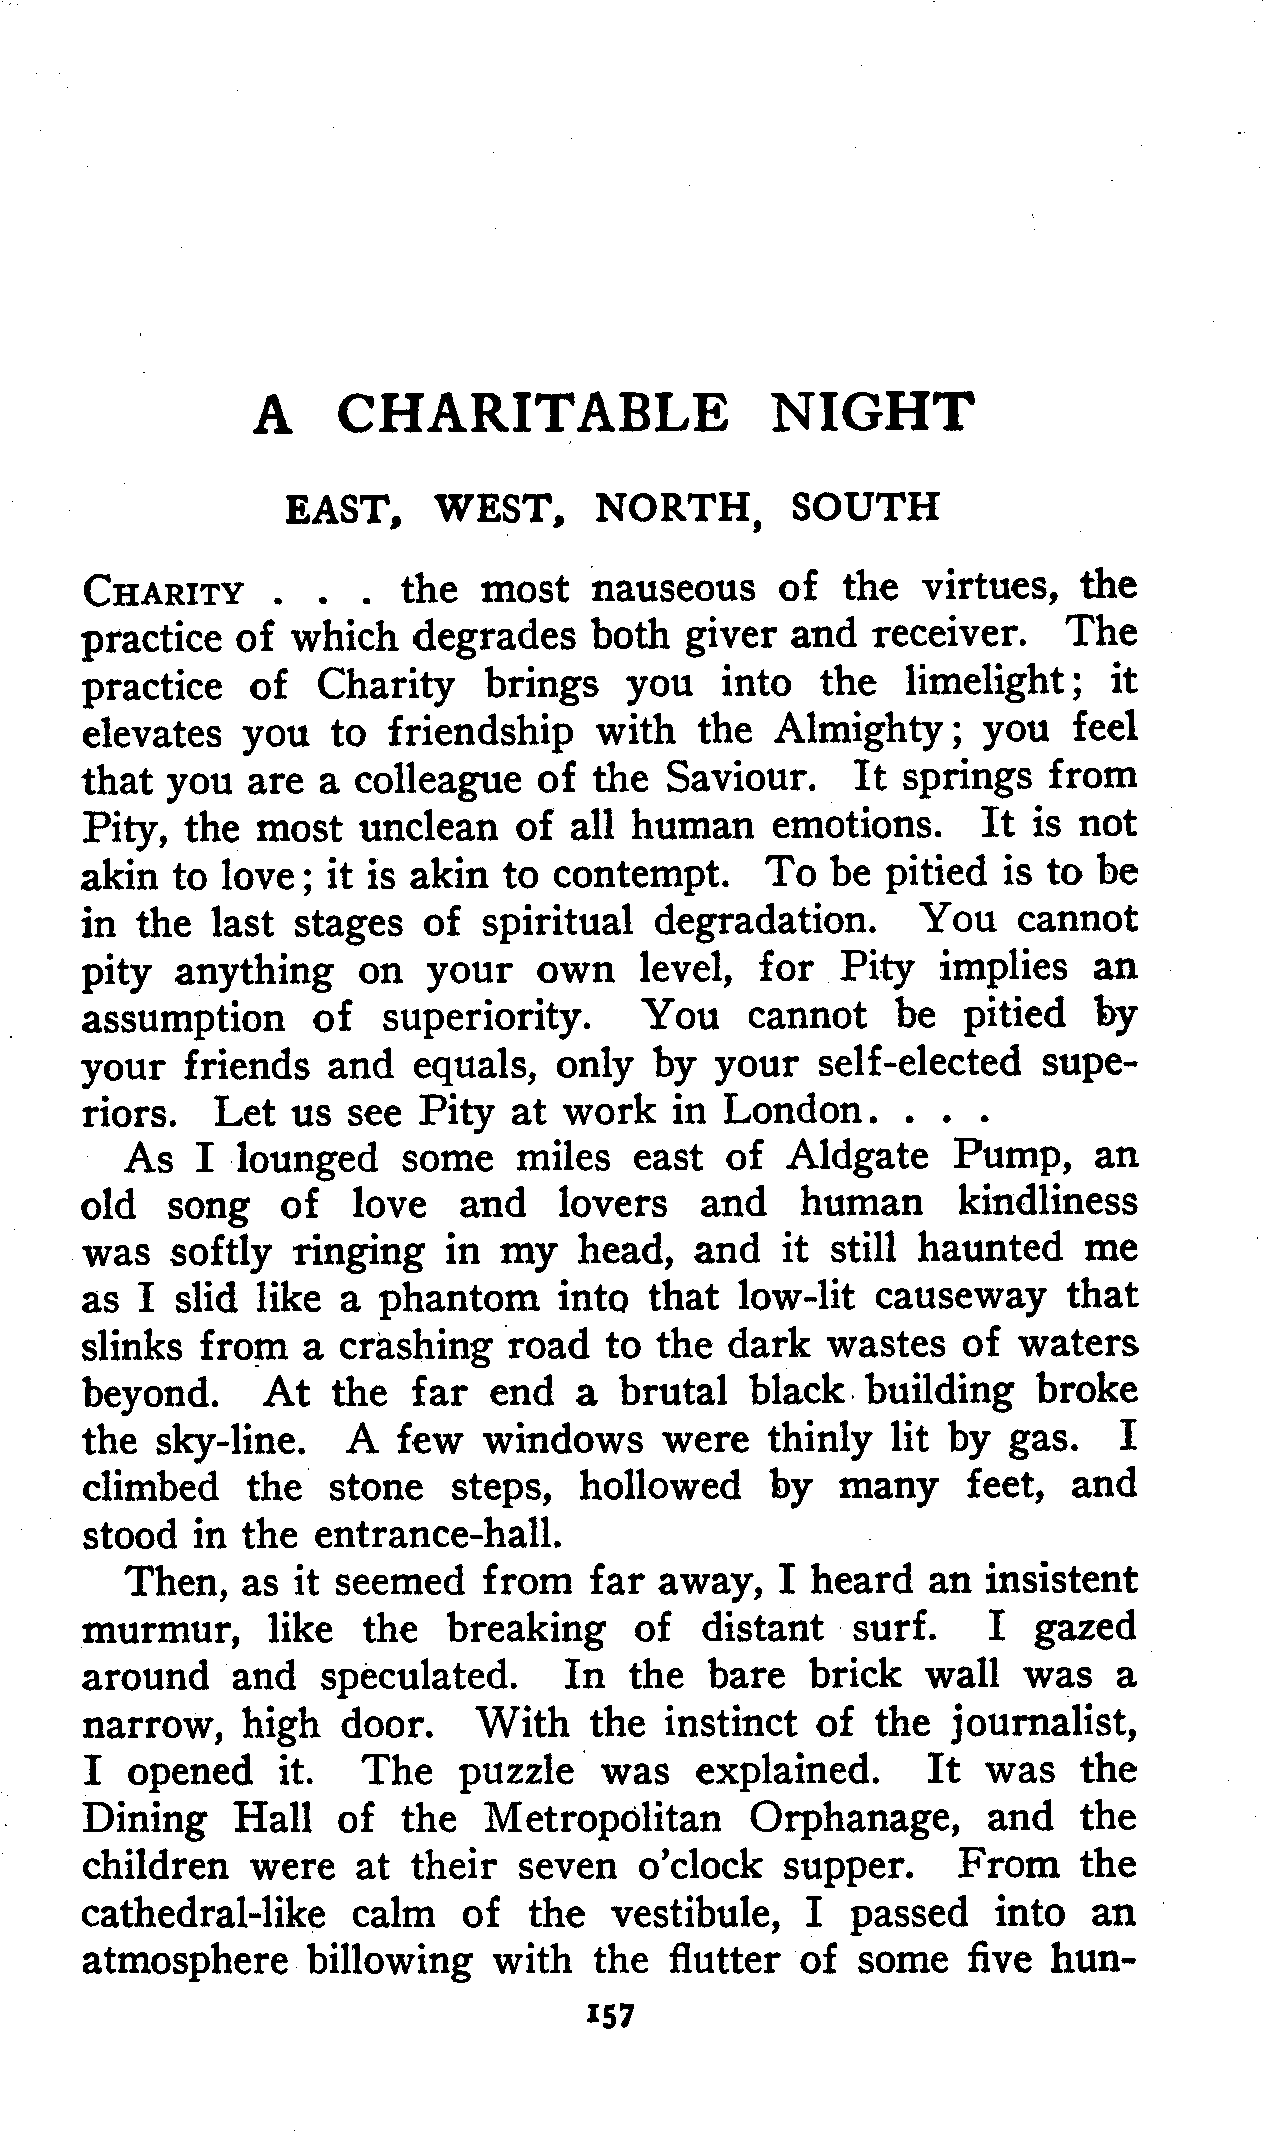 A CHARITABLE NIGHT
EAST, WEST, NORTH, SOUTH
CHARITY . . . the most nauseous of the virtues, the
practice of which degrades both giver and receiver. The
practice of Charity brings you into the limelight; it
elevates you to friendship with the Almighty; you feel
that you are a colleague of the Saviour. It springs from
Pity, the most unclean of all human emotions. It is not
akin to love; it is akin to contempt. To be pitied is to be
in the last stages of spiritual degradation. You cannot
pity anything on your own level, for Pity implies an
assumption of superiority. You cannot be pitied by
your friends and equals, only by your self-elected supe-
riors. Let us see Pity at work in London. . . .
As I lounged some miles east of Aldgate Pump, an
old song of love and lovers and human kindliness
was softly ringing in my head, and it still haunted me
as I slid like a phantom into that low-lit causeway that
slinks from a crashing road to the dark wastes of waters
beyond. At the far end a brutal black building broke
the sky-line. A few windows were thinly lit by gas. I
climbed the stone steps, hollowed by many feet, and
stood in the entrance-hall.
Then, as it seemed from far away, I heard an insistent
murmur, like the breaking of distant surf. I gazed
around and speculated. In the bare brick wall was a
narrow, high door. With the instinct of the journalist,
I opened it. The puzzle was explained. It was the
Dining Hall of the Metropolitan Orphanage, and the
children were at their seven o'clock supper. From the
cathedral-like calm of the vestibule, I passed into an
atmosphere billowing with the flutter of some five hun-
157